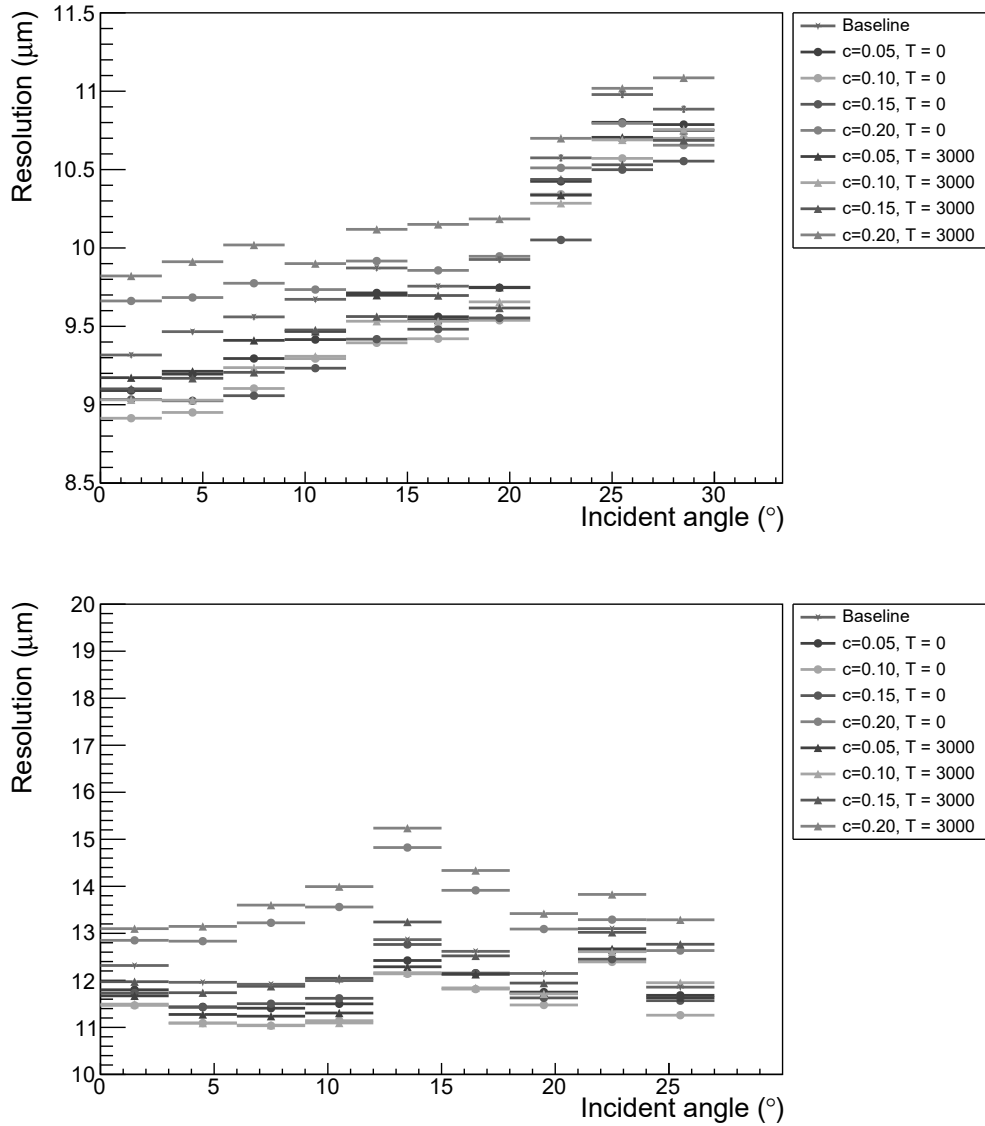 11.5
11
10.5
10
9.5
9
8.5
Resolution (μm)
0 5 10 15 20 25 30
Incident angle (°)
Baseline
c=0.05, T = 0
c=0.10, T = 0
c=0.15, T = 0
c=0.20, T = 0
c=0.05, T = 3000
c=0.10, T = 3000
c=0.15, T = 3000
c=0.20, T = 3000
20
19
18
17
16
15
14
13
12
11
10
Resolution (μm)
0 5 10 15 20 25
Incident angle (°)
Baseline
c=0.05, T = 0
c=0.10, T = 0
c=0.15, T = 0
c=0.20, T = 0
c=0.05, T = 3000
c=0.10, T = 3000
c=0.15, T = 3000
c=0.20, T = 3000